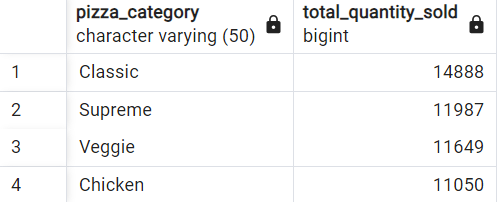 pizza_category total_quantity_sold
character varying (50) bigint
1 Classic 14888
2 Supreme 11987
3 Veggie 11649
4 Chicken 11050